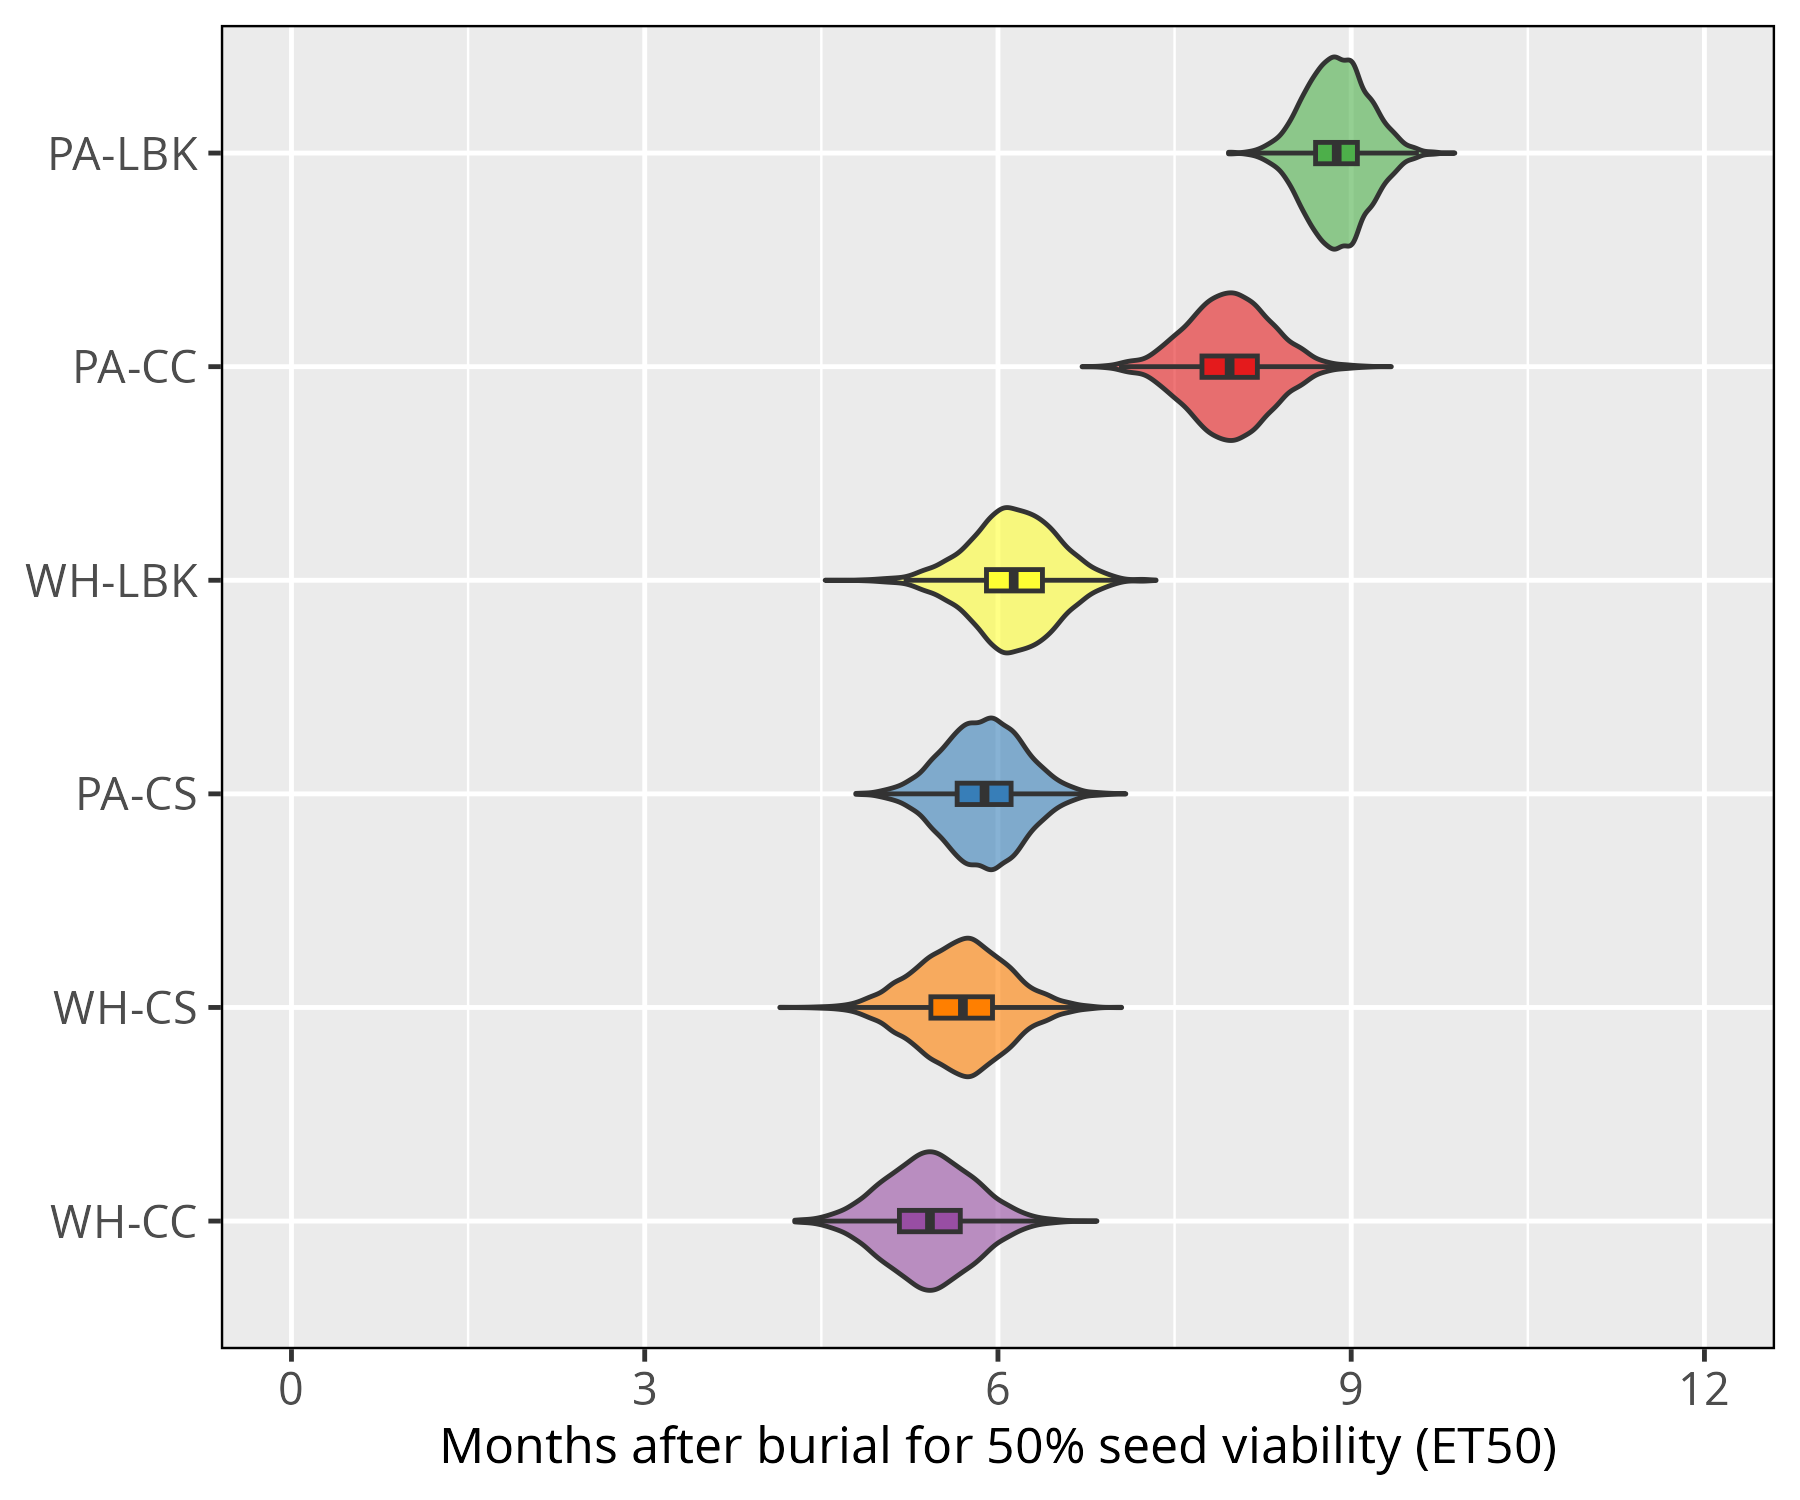 PA-LBK
PA-CC
WH-LBK
PA-CS
WH-CS
WH-CC
0 3 6 9 12
Months after burial for 50% seed viability (ET50)